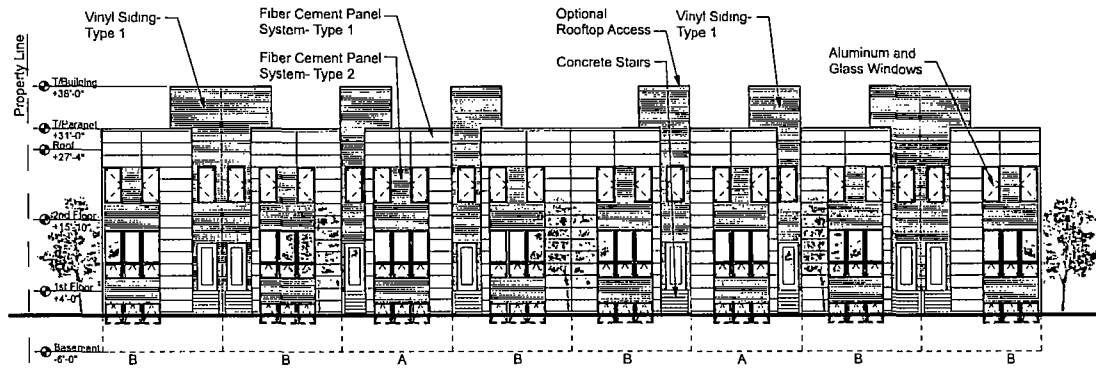 Vinyl Siding-
Type 1
Fiber Cement Panel
System- Type 1
Fiber Cement Panel
System- Type 2
Optional
Rooftop Access
Concrete Stairs
Vinyl Siding-
Type 1
Aluminum and
Glass Windows
Property Line
T/Building
+36'-0"
T/Parapet
+31'-0"
Roof
+27'-4"
2nd Floor
+15'-10"
1st Floor
+4'-0"
Basement
-6'-0"
B B A B B A B B